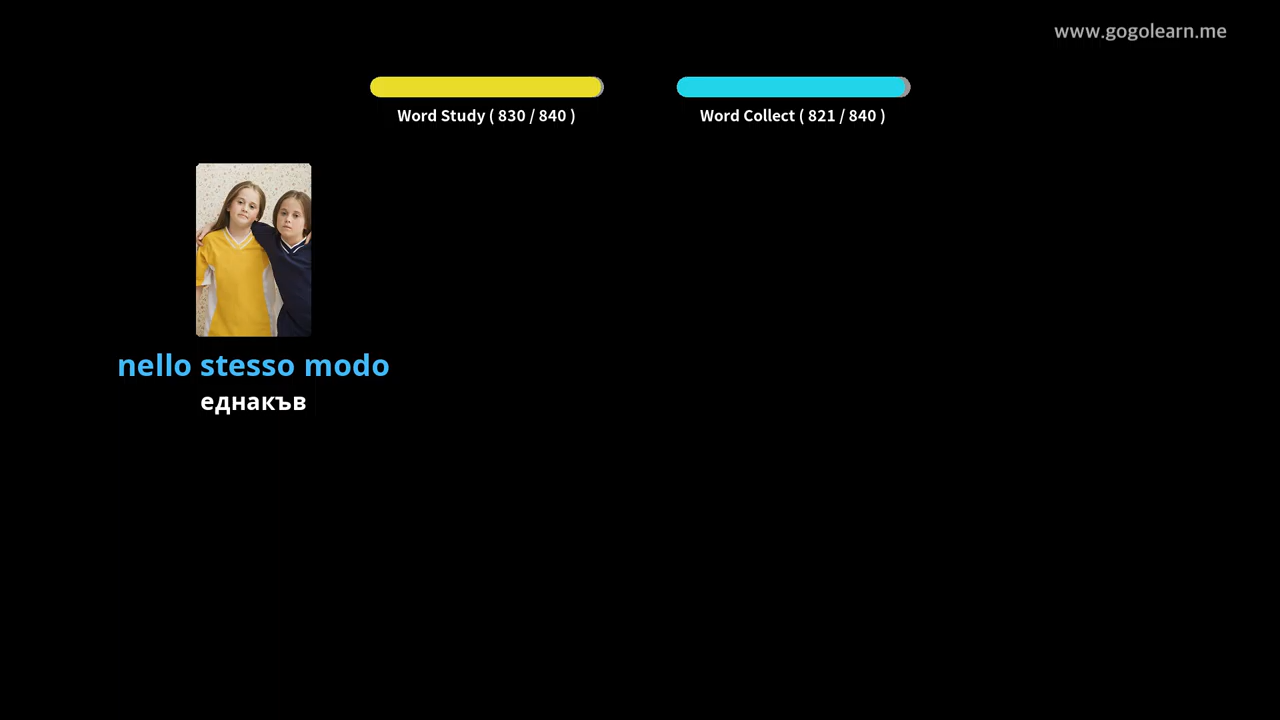 www.gogolearn.me
Word Study ( 830 / 840 )
Word Collect ( 821 / 840 )
nello stesso modo
еднакъв